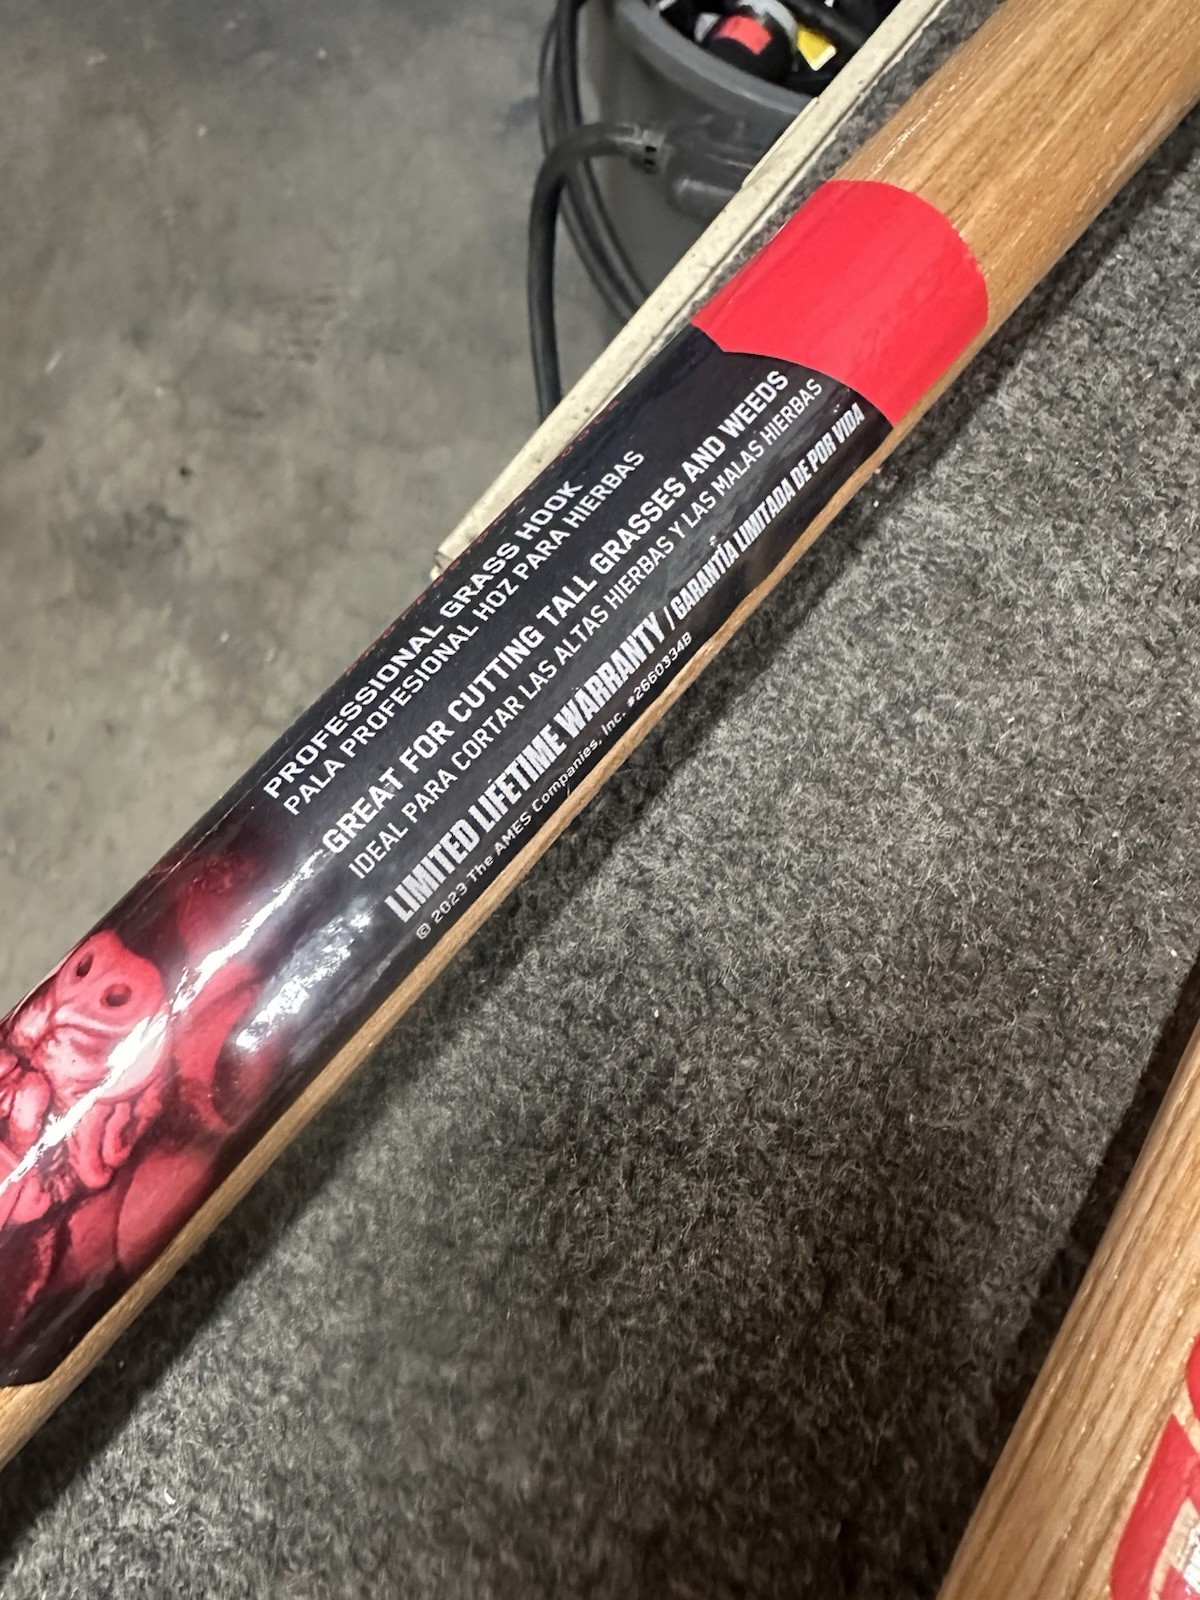 PROFESSIONAL GRASS HOOK
PALA PROFESIONAL HOZ PARA HIERBAS
GREAT FOR CUTTING TALL GRASSES AND WEEDS
IDEAL PARA CORTAR LAS ALTAS HIERBAS Y LAS MALAS HIERBAS
LIMITED LIFETIME WARRANTY / GARANTÍA LIMITADA DE POR VIDA
© 2023 The AMES Companies, Inc. #2660334B